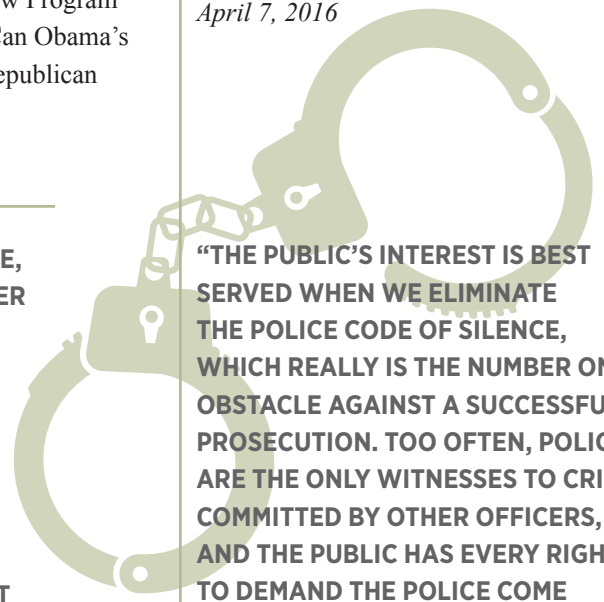 w Program
Can Obama's
epublican
E,
ER
T
April 7, 2016
“THE PUBLIC’S INTEREST IS BEST
SERVED WHEN WE ELIMINATE
THE POLICE CODE OF SILENCE,
WHICH REALLY IS THE NUMBER ON
OBSTACLE AGAINST A SUCCESSFU
PROSECUTION. TOO OFTEN, POLIC
ARE THE ONLY WITNESSES TO CRI
COMMITTED BY OTHER OFFICERS,
AND THE PUBLIC HAS EVERY RIGH
TO DEMAND THE POLICE COME